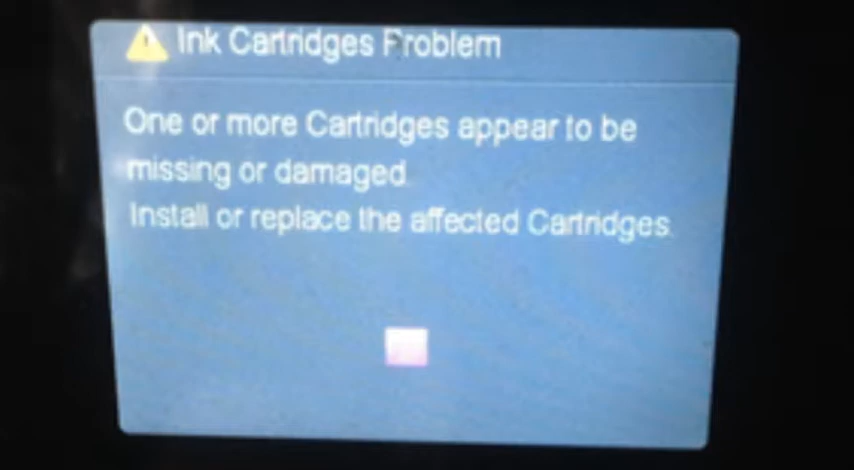 Ink Cartridges Problem
One or more Cartridges appear to be
missing or damaged.
Install or replace the affected Cartridges.